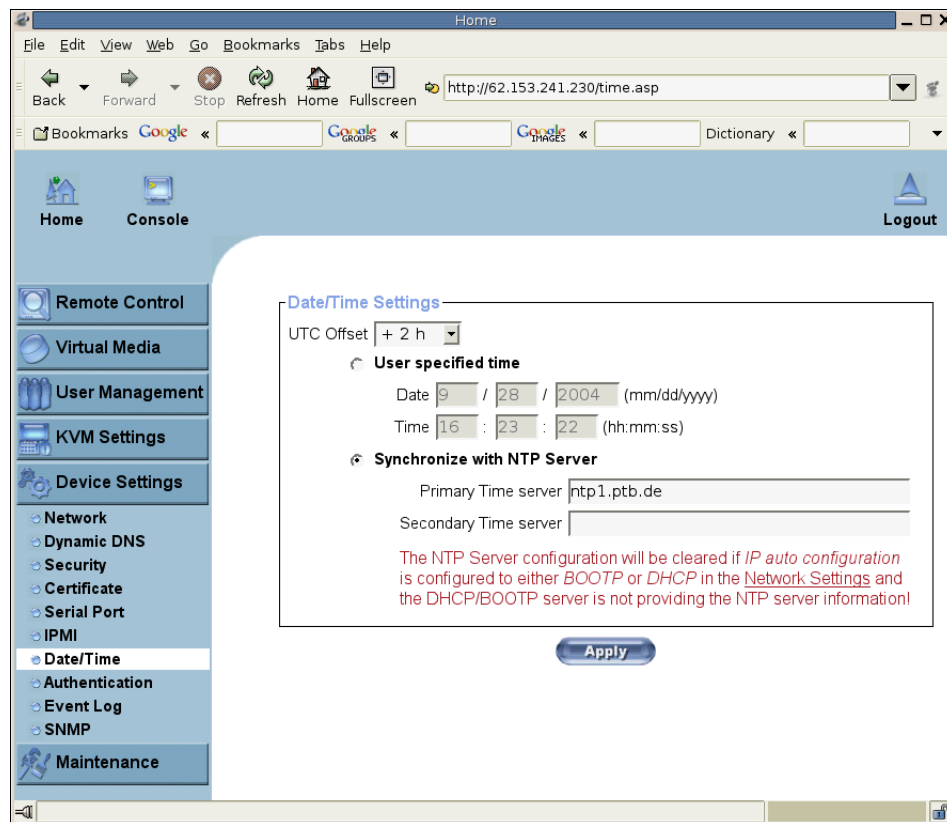 Home
File Edit View Web Go Bookmarks Tabs Help
Back Forward Stop Refresh Home Fullscreen http://62.153.241.230/time.asp
Bookmarks Google « Google GROUPS « Google IMAGES « Dictionary «
Home Console Logout
Remote Control
Virtual Media
User Management
KVM Settings
Device Settings
Network
Dynamic DNS
Security
Certificate
Serial Port
IPMI
Date/Time
Authentication
Event Log
SNMP
Maintenance
Date/Time Settings
UTC Offset + 2 h
User specified time
Date 9 / 28 / 2004 (mm/dd/yyyy)
Time 16 : 23 : 22 (hh:mm:ss)
Synchronize with NTP Server
Primary Time server ntp1.ptb.de
Secondary Time server
The NTP Server configuration will be cleared if IP auto configuration
is configured to either BOOTP or DHCP in the Network Settings and
the DHCP/BOOTP server is not providing the NTP server information!
Apply